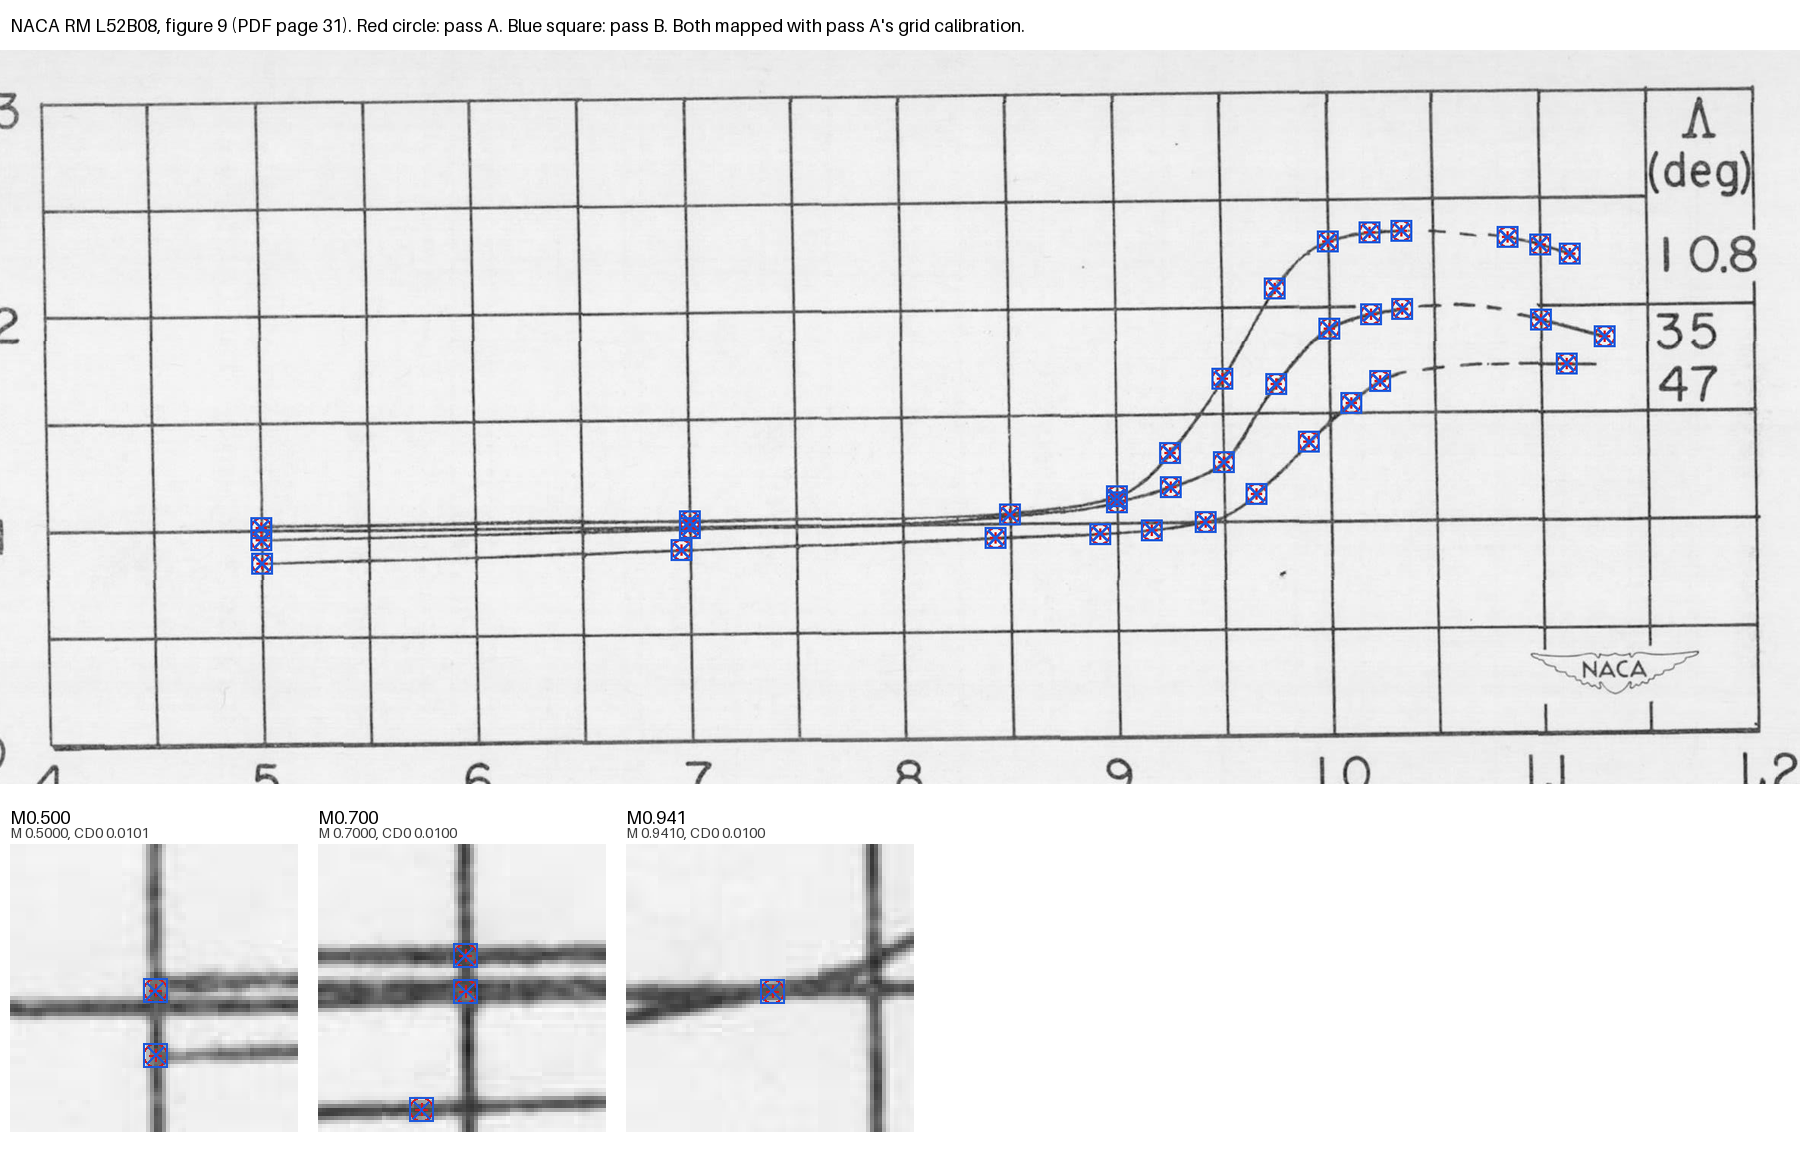 NACA RM L52B08, figure 9 (PDF page 31). Red circle: pass A. Blue square: pass B. Both mapped with pass A's grid calibration.
3
Λ
(deg)
10.8
2
35
47
NACA
4 5 6 7 8 9 1.0 1.1 1.2
M0.500
M 0.5000, CD0 0.0101
M0.700
M 0.7000, CD0 0.0100
M0.941
M 0.9410, CD0 0.0100